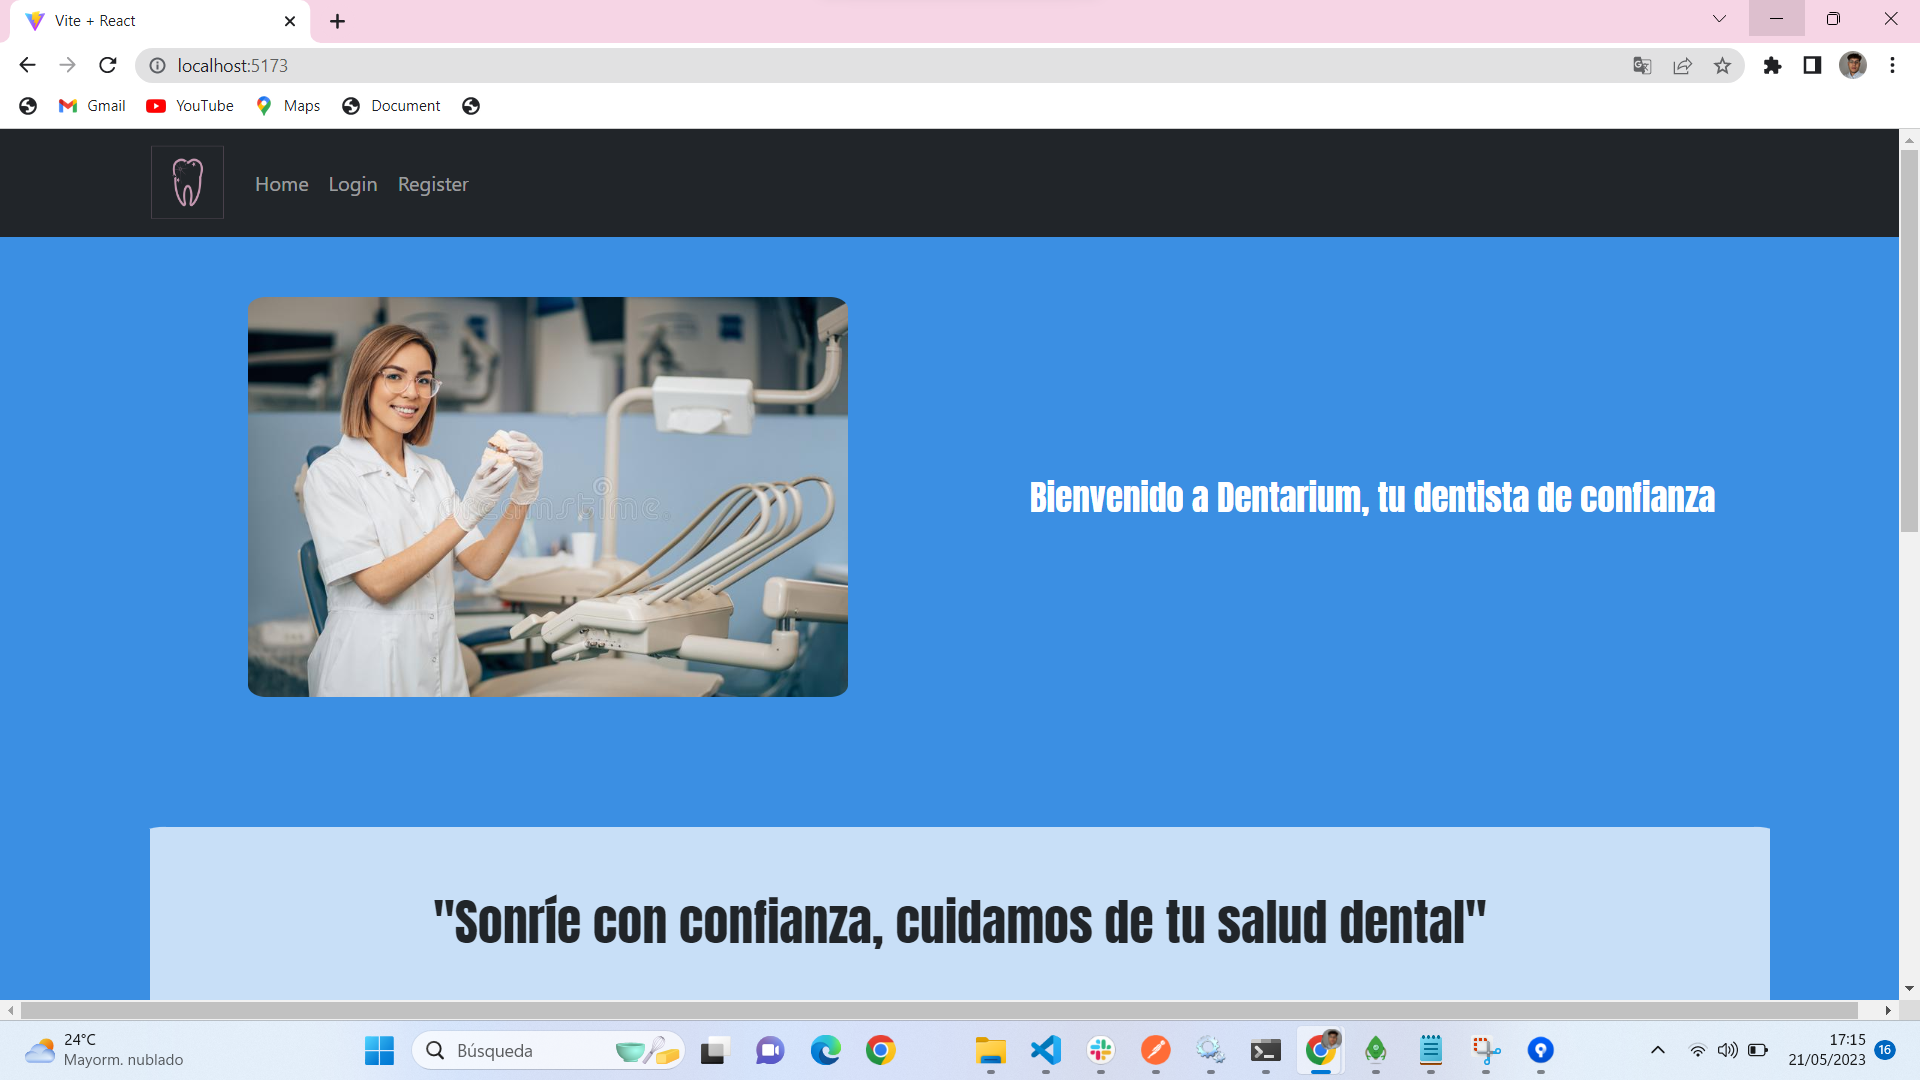 Vite + React
localhost:5173
Gmail YouTube Maps Document
Home Login Register
Bienvenido a Dentarium, tu dentista de confianza
"Sonríe con confianza, cuidamos de tu salud dental"
24°C
Mayorm. nublado
Búsqueda
17:15
21/05/2023
16